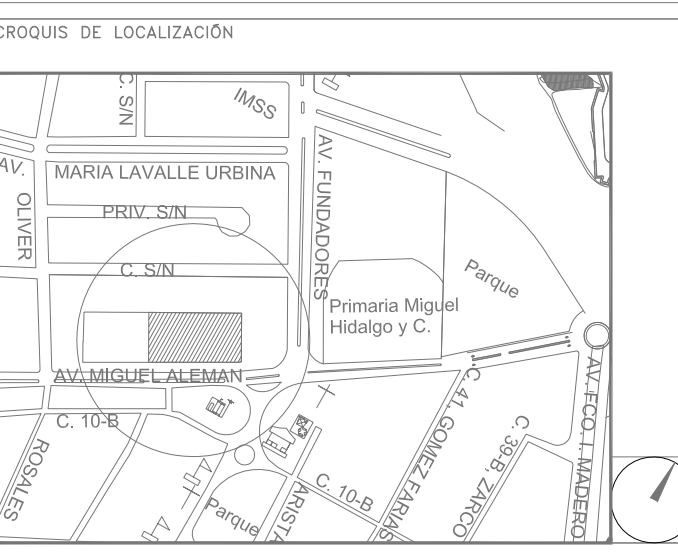 CROQUIS DE LOCALIZACIÓN
C. S/N
IMSS
AV.
OLIVER
MARIA LAVALLE URBINA
AV. FUNDADORES
PRIV. S/N
C. S/N
Parque
Primaria Miguel
Hidalgo y C.
AV. MIGUEL ALEMAN
C. 10-B
ROSALES
C. 41, GOMEZ FARIAS
C. 39-B, ZARCO
AV. FCO. I. MADERO
C. 10-B
ARISTA
Parque